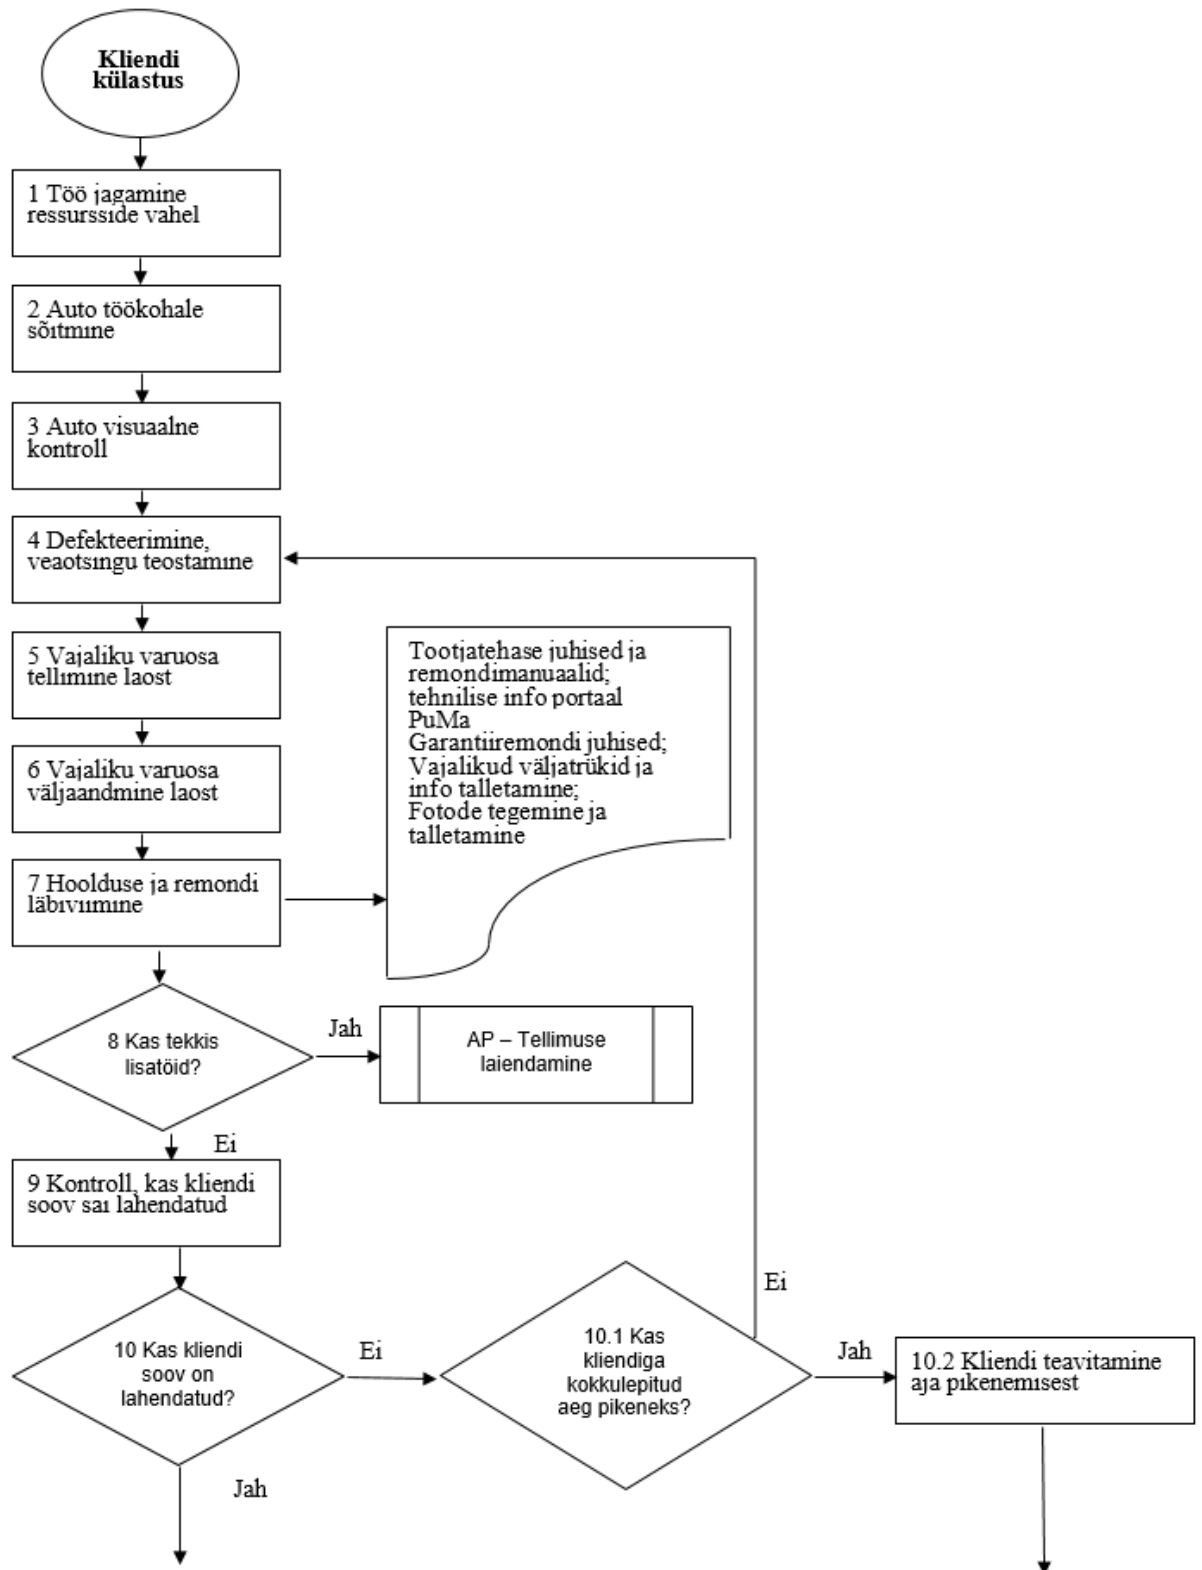 Kliendi
külastus
1 Töö jagamine
ressursside vahel
2 Auto töökohale
sõitmine
3 Auto visuaalne
kontroll
4 Defekteerimine,
veaotsingu teostamine
5 Vajaliku varuosa
tellimine laost
6 Vajaliku varuosa
väljaandmine laost
7 Hoolduse ja remondi
läbiviimine
Tootjatehase juhised ja
remondimanuaalid;
tehnilise info portaal
PuMa
Garantiiremondi juhised;
Vajalikud väljatrükid ja
info talletamine;
Fotode tegemine ja
talletamine
8 Kas tekkis
lisatöid?
Jah
AP – Tellimuse
laiendamine
Ei
9 Kontroll, kas kliendi
soov sai lahendatud
10 Kas kliendi
soov on
lahendatud?
Ei
10.1 Kas
kliendiga
kokkulepitud
aeg pikeneks?
Ei
Jah
10.2 Kliendi teavitamine
aja pikenemisest
Jah